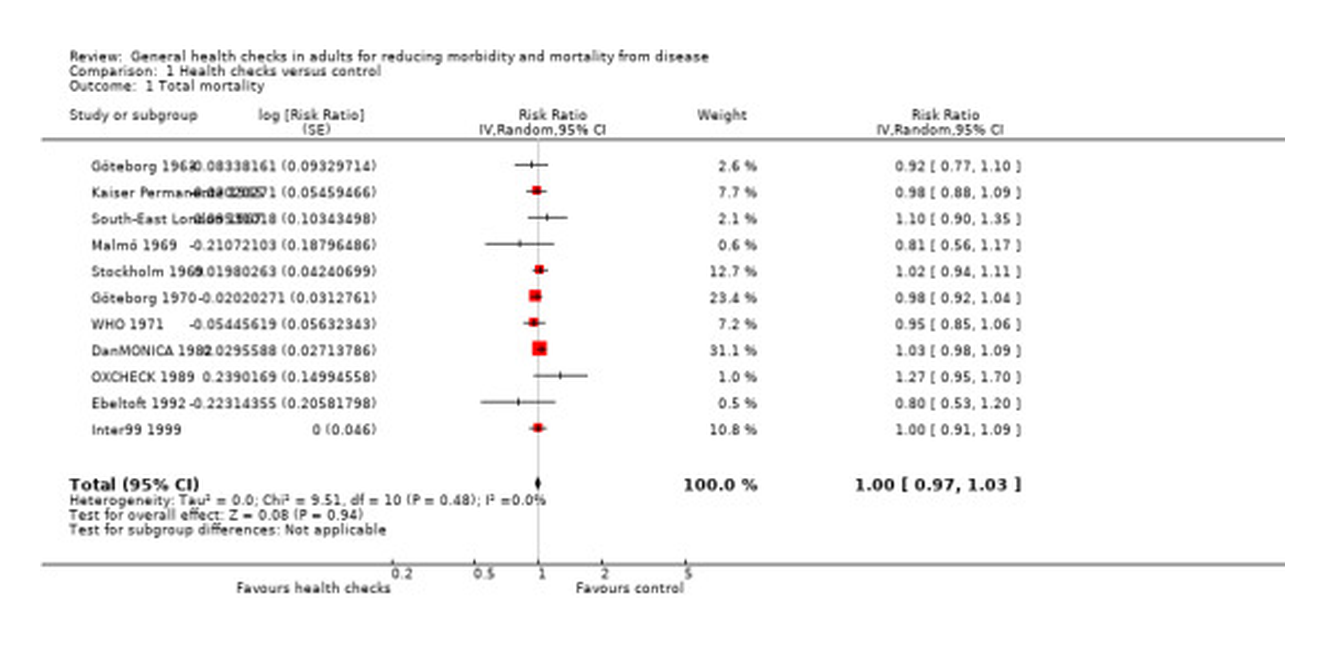 Review: General health checks in adults for reducing morbidity and mortality from disease
Comparison: 1 Health checks versus control
Outcome: 1 Total mortality
Study or subgroup log [Risk Ratio] Risk Ratio Weight Risk Ratio
(SE) IV,Random,95% CI IV,Random,95% CI
Göteborg 1963 -0.08338161 (0.09329714) 2.6 % 0.92 [ 0.77, 1.10 ]
Kaiser Permanente (0.05459466) 7.7 % 0.98 [ 0.88, 1.09 ]
South-East London (0.10343498) 2.1 % 1.10 [ 0.90, 1.35 ]
Malmö 1969 -0.21072103 (0.18796486) 0.6 % 0.81 [ 0.56, 1.17 ]
Stockholm 1969 0.01980263 (0.04240699) 12.7 % 1.02 [ 0.94, 1.11 ]
Göteborg 1970 -0.02020271 (0.0312761) 23.4 % 0.98 [ 0.92, 1.04 ]
WHO 1971 -0.05445619 (0.05632343) 7.2 % 0.95 [ 0.85, 1.06 ]
DanMONICA 1982 0.0295588 (0.02713786) 31.1 % 1.03 [ 0.98, 1.09 ]
OXCHECK 1989 0.2390169 (0.14994558) 1.0 % 1.27 [ 0.95, 1.70 ]
Ebeltoft 1992 -0.22314355 (0.20581798) 0.5 % 0.80 [ 0.53, 1.20 ]
Inter99 1999 0 (0.046) 10.8 % 1.00 [ 0.91, 1.09 ]
Total (95% CI) 100.0 % 1.00 [ 0.97, 1.03 ]
Heterogeneity: Tau² = 0.0; Chi² = 9.51, df = 10 (P = 0.48); I² =0.0%
Test for overall effect: Z = 0.08 (P = 0.94)
Test for subgroup differences: Not applicable
0.2 0.5 1 2 5
Favours health checks Favours control